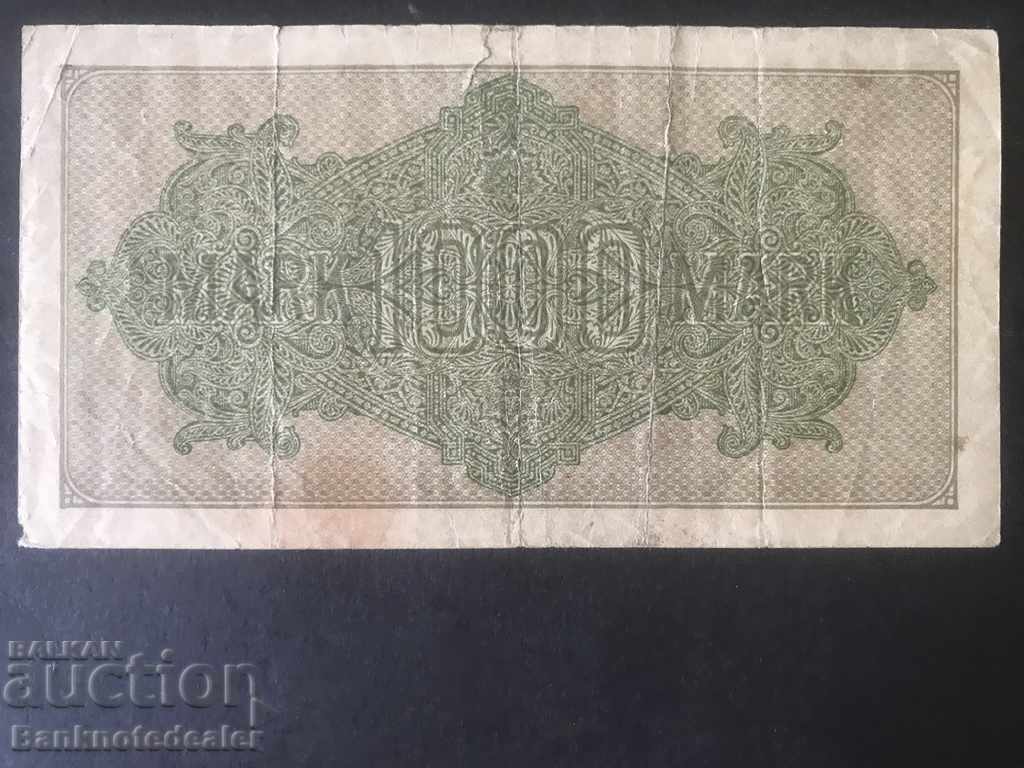 MARK 1000 MARK
BALKAN
auction
Banknotedealer